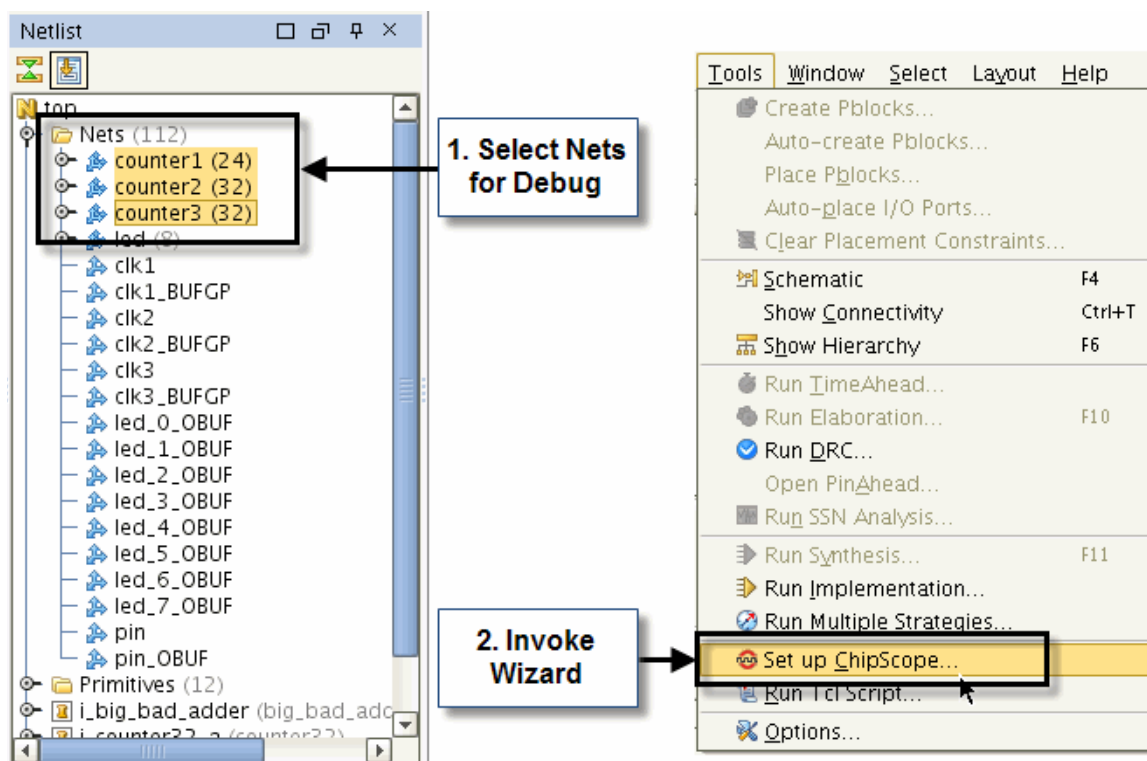 Netlist
top
Nets (112)
counter1 (24)
counter2 (32)
counter3 (32)
led (8)
clk1
clk1_BUFGP
clk2
clk2_BUFGP
clk3
clk3_BUFGP
led_0_OBUF
led_1_OBUF
led_2_OBUF
led_3_OBUF
led_4_OBUF
led_5_OBUF
led_6_OBUF
led_7_OBUF
pin
pin_OBUF
Primitives (12)
i_big_bad_adder (big_bad_add
i_counter32_a (counter32)
1. Select Nets
for Debug
2. Invoke
Wizard
Tools Window Select Layout Help
Create Pblocks...
Auto-create Pblocks...
Place Pblocks...
Auto-place I/O Ports...
Clear Placement Constraints...
Schematic F4
Show Connectivity Ctrl+T
Show Hierarchy F6
Run TimeAhead...
Run Elaboration... F10
Run DRC...
Open PinAhead...
Run SSN Analysis...
Run Synthesis... F11
Run Implementation...
Run Multiple Strategies...
Set up ChipScope...
Run Tcl Script...
Options...